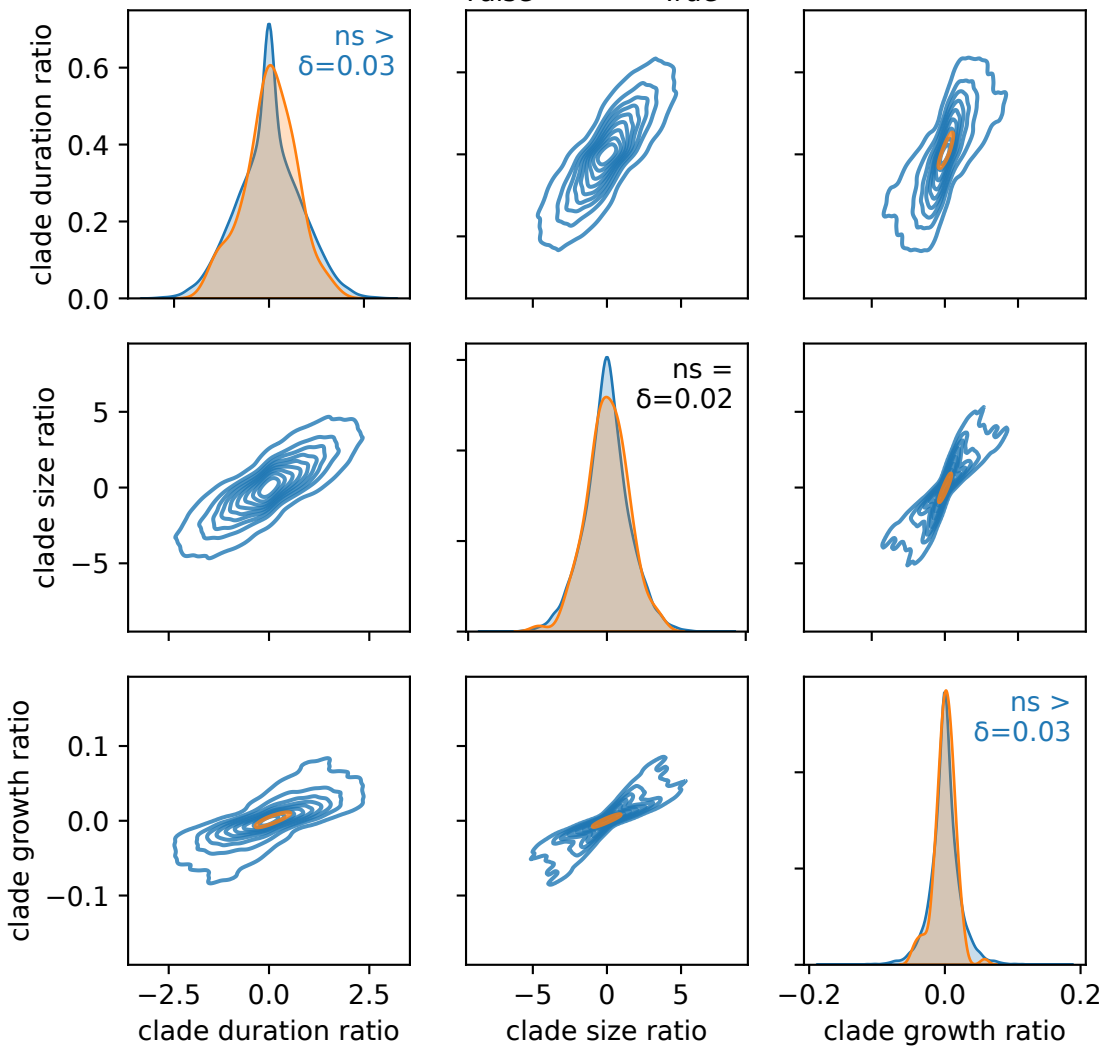 clade duration ratio
0.6
0.4
0.2
0.0
ns >
δ=0.03
clade size ratio
5
0
−5
ns =
δ=0.02
clade growth ratio
0.1
0.0
−0.1
ns >
δ=0.03
−2.5 0.0 2.5
−5 0 5
−0.2 0.0 0.2
clade duration ratio
clade size ratio
clade growth ratio